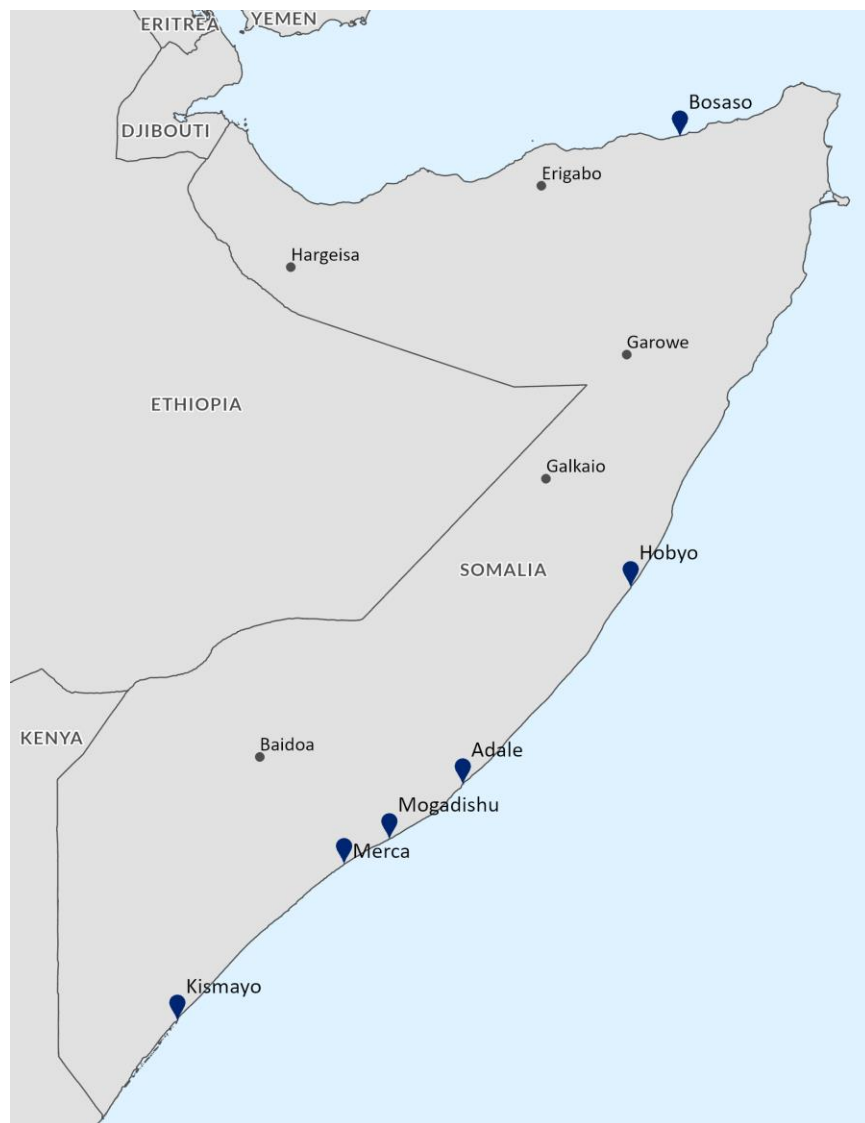 ERITREA
YEMEN
Bosaso
DJIBOUTI
Erigabo
Hargeisa
Garowe
ETHIOPIA
Galkaio
Hobyo
SOMALIA
KENYA
Baidoa
Adale
Mogadishu
Merca
Kismayo